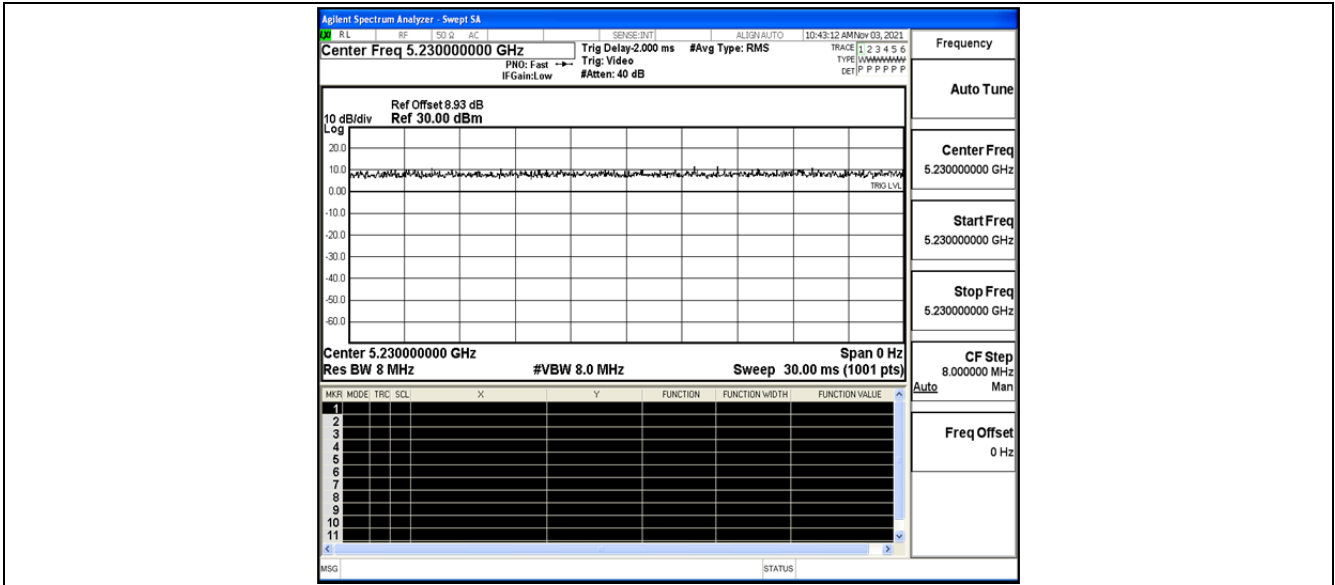 Agilent Spectrum Analyzer - Swept SA
RL RF 50 Ω AC SENSE:INT ALIGN AUTO 10:43:12 AM Nov 03, 2021
Center Freq 5.230000000 GHz
Trig Delay-2.000 ms #Avg Type: RMS
TRACE 1 2 3 4 5 6
PNO: Fast Trig: Video
TYPE WWWWWW
IFGain:Low #Atten: 40 dB
DET P P P P P P
Ref Offset 8.93 dB
10 dB/div Ref 30.00 dBm
Log
20.0
10.0
0.00
TRIG LVL
-10.0
-20.0
-30.0
-40.0
-50.0
-60.0
Center 5.230000000 GHz Span 0 Hz
Res BW 8 MHz #VBW 8.0 MHz Sweep 30.00 ms (1001 pts)
MKR MODE TRC SCL X Y FUNCTION FUNCTION WIDTH FUNCTION VALUE
1
2
3
4
5
6
7
8
9
10
11
MSG STATUS
Frequency
Auto Tune
Center Freq
5.230000000 GHz
Start Freq
5.230000000 GHz
Stop Freq
5.230000000 GHz
CF Step
8.000000 MHz
Auto Man
Freq Offset
0 Hz